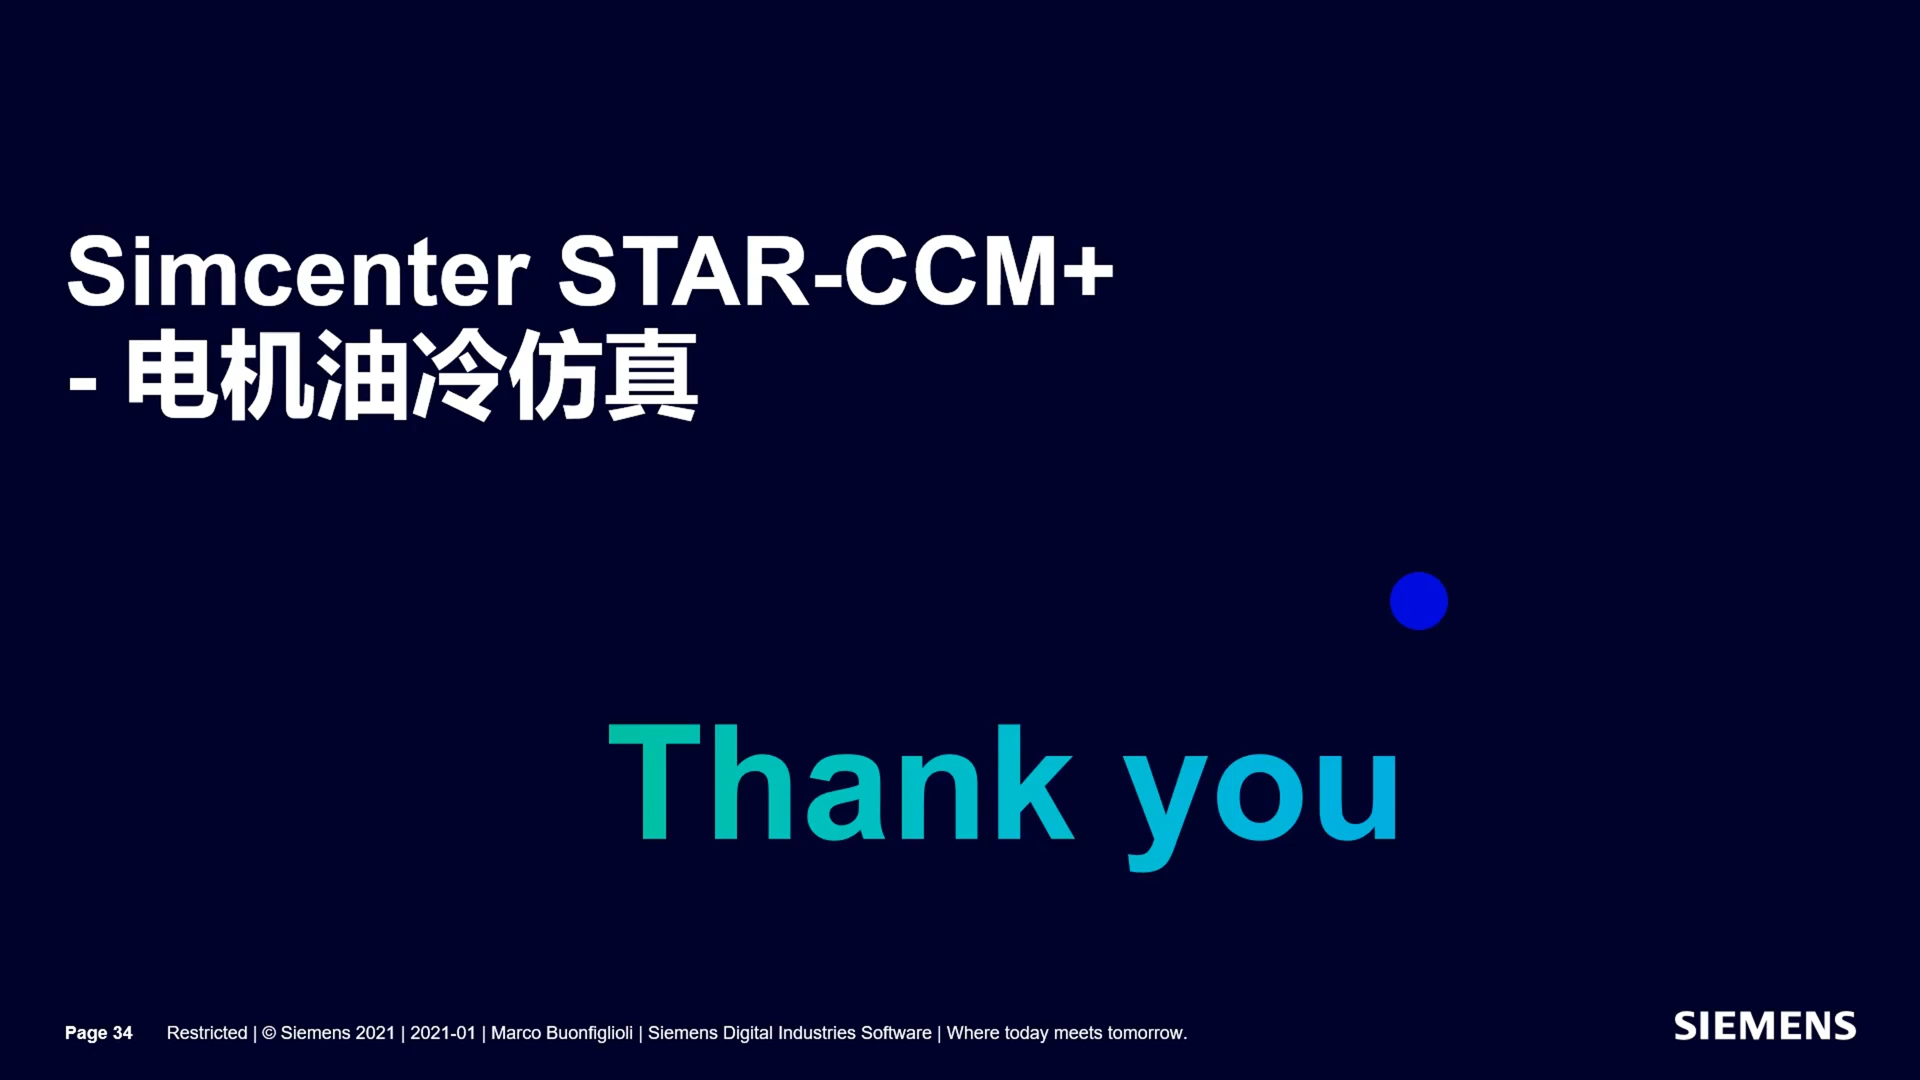 Simcenter STAR-CCM+
- 电机油冷仿真
Thank you
Page 34 Restricted | © Siemens 2021 | 2021-01 | Marco Buonfiglioli | Siemens Digital Industries Software | Where today meets tomorrow.
SIEMENS